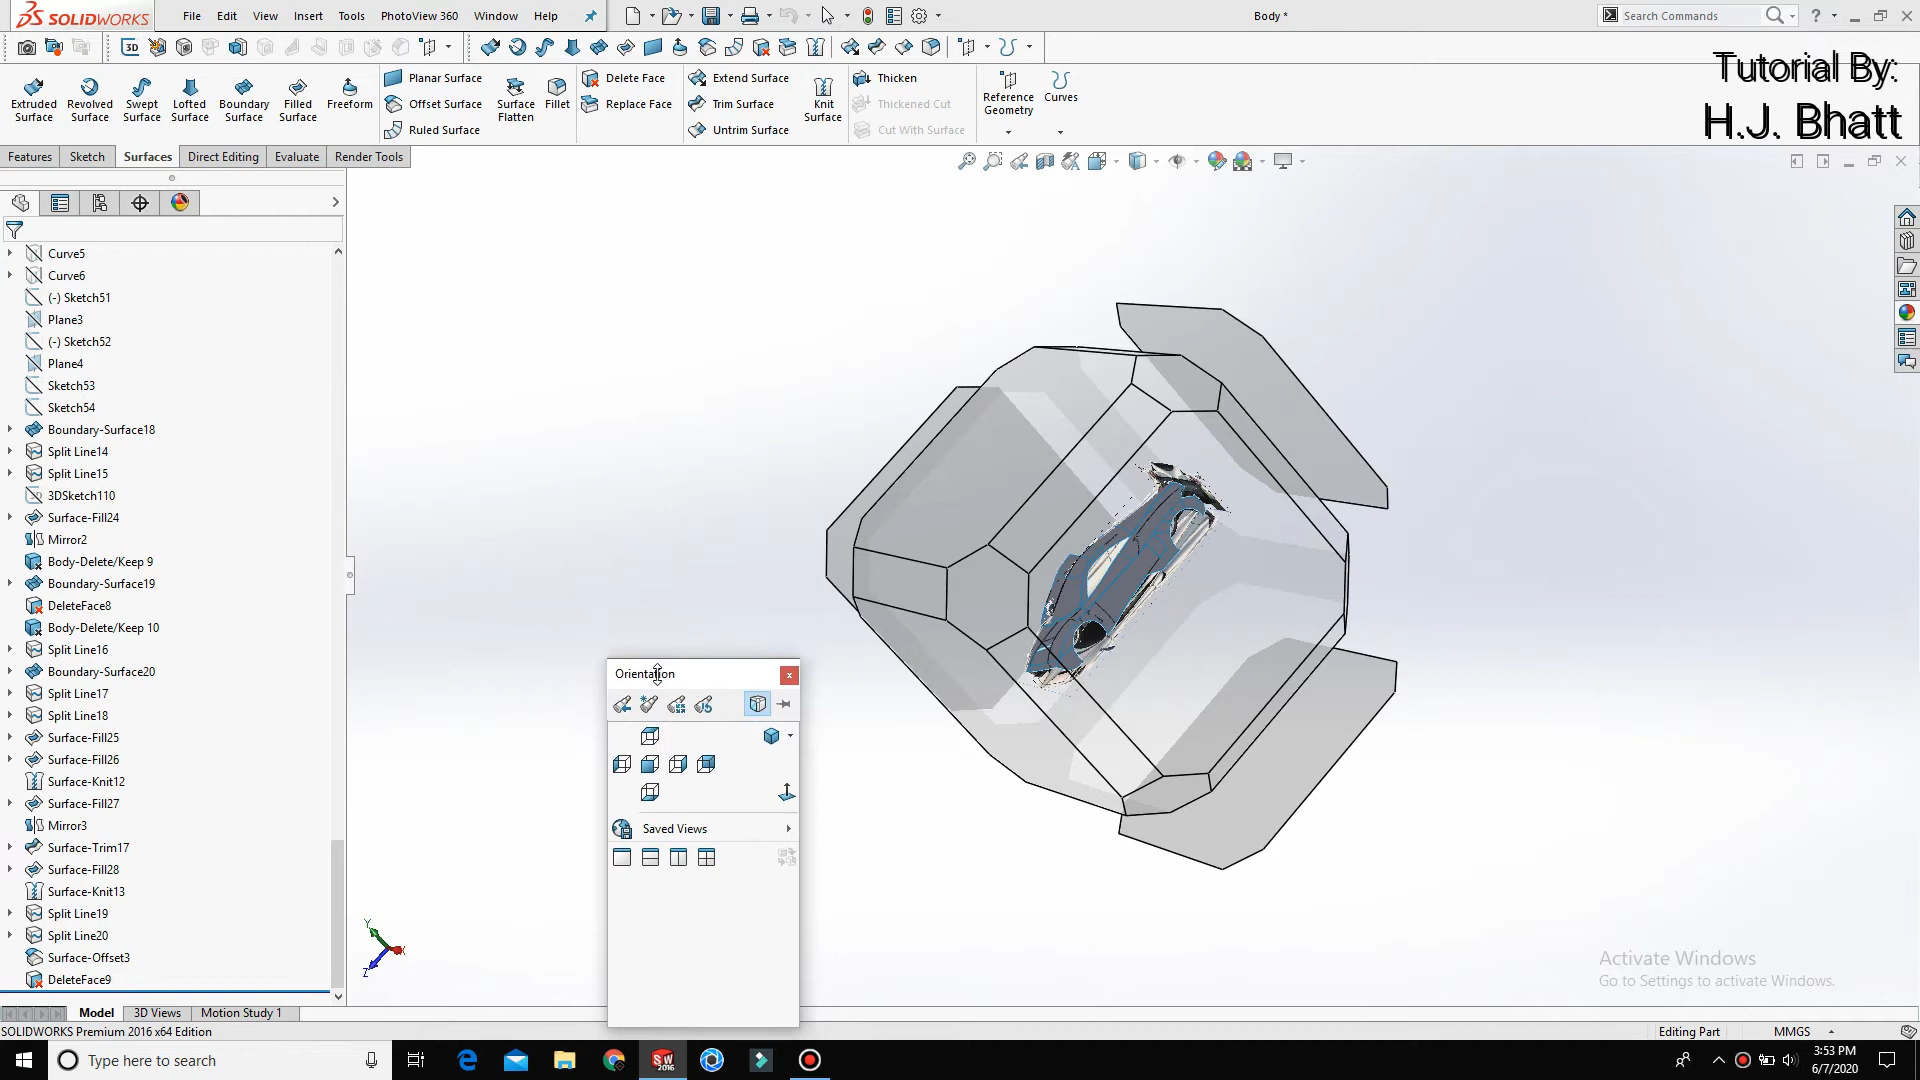 SOLIDWORKS File Edit View Insert Tools PhotoView 360 Window Help Body * Search Commands ?
3D
Tutorial By:
H.J. Bhatt
Extruded Surface
Revolved Surface
Swept Surface
Lofted Surface
Boundary Surface
Filled Surface
Freeform
Planar Surface
Offset Surface
Ruled Surface
Surface Flatten
Fillet
Delete Face
Replace Face
Extend Surface
Trim Surface
Untrim Surface
Knit Surface
Thicken
Thickened Cut
Cut With Surface
Reference Geometry
Curves
Features Sketch Surfaces Direct Editing Evaluate Render Tools
Curve5
Curve6
(-) Sketch51
Plane3
(-) Sketch52
Plane4
Sketch53
Sketch54
Boundary-Surface18
Split Line14
Split Line15
3DSketch110
Surface-Fill24
Mirror2
Body-Delete/Keep 9
Boundary-Surface19
DeleteFace8
Body-Delete/Keep 10
Split Line16
Boundary-Surface20
Split Line17
Split Line18
Surface-Fill25
Surface-Fill26
Surface-Knit12
Surface-Fill27
Mirror3
Surface-Trim17
Surface-Fill28
Surface-Knit13
Split Line19
Split Line20
Surface-Offset3
DeleteFace9
Orientation x
Saved Views
Y
X
Z
Activate Windows
Go to Settings to activate Windows.
Model 3D Views Motion Study 1
SOLIDWORKS Premium 2016 x64 Edition Editing Part MMGS
Type here to search
SW
2016
3:53 PM
6/7/2020